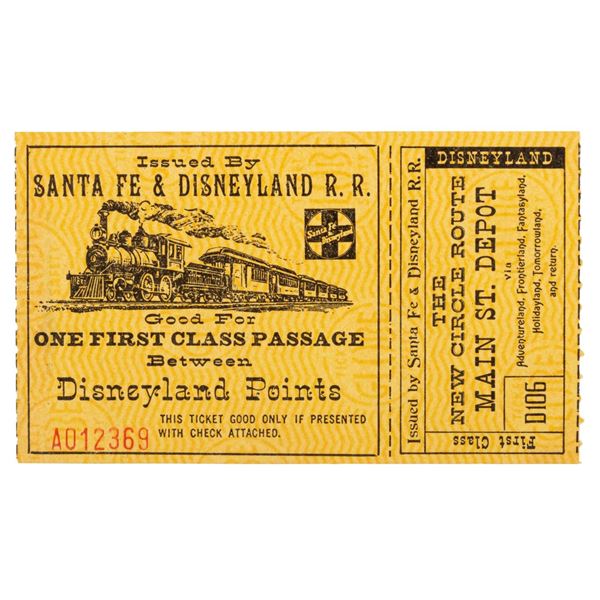 Issued By
SANTA FE & DISNEYLAND R. R.
Santa Fe
& Disneyland
Good For
ONE FIRST CLASS PASSAGE
Between
Disneyland Points
THIS TICKET GOOD ONLY IF PRESENTED
WITH CHECK ATTACHED.
A012369
Issued by Santa Fe & Disneyland R. R.
DISNEYLAND
THE
NEW CIRCLE ROUTE
MAIN ST. DEPOT
via
Adventureland, Frontierland, Fantasyland,
Holidayland, Tomorrowland,
and return.
D106
First Class